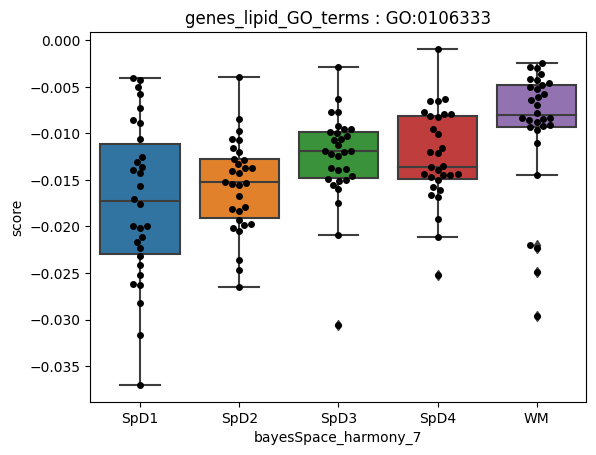 genes_lipid_GO_terms : GO:0106333
0.000
−0.005
−0.010
−0.015
−0.020
−0.025
−0.030
−0.035
score
SpD1 SpD2 SpD3 SpD4 WM
bayesSpace_harmony_7